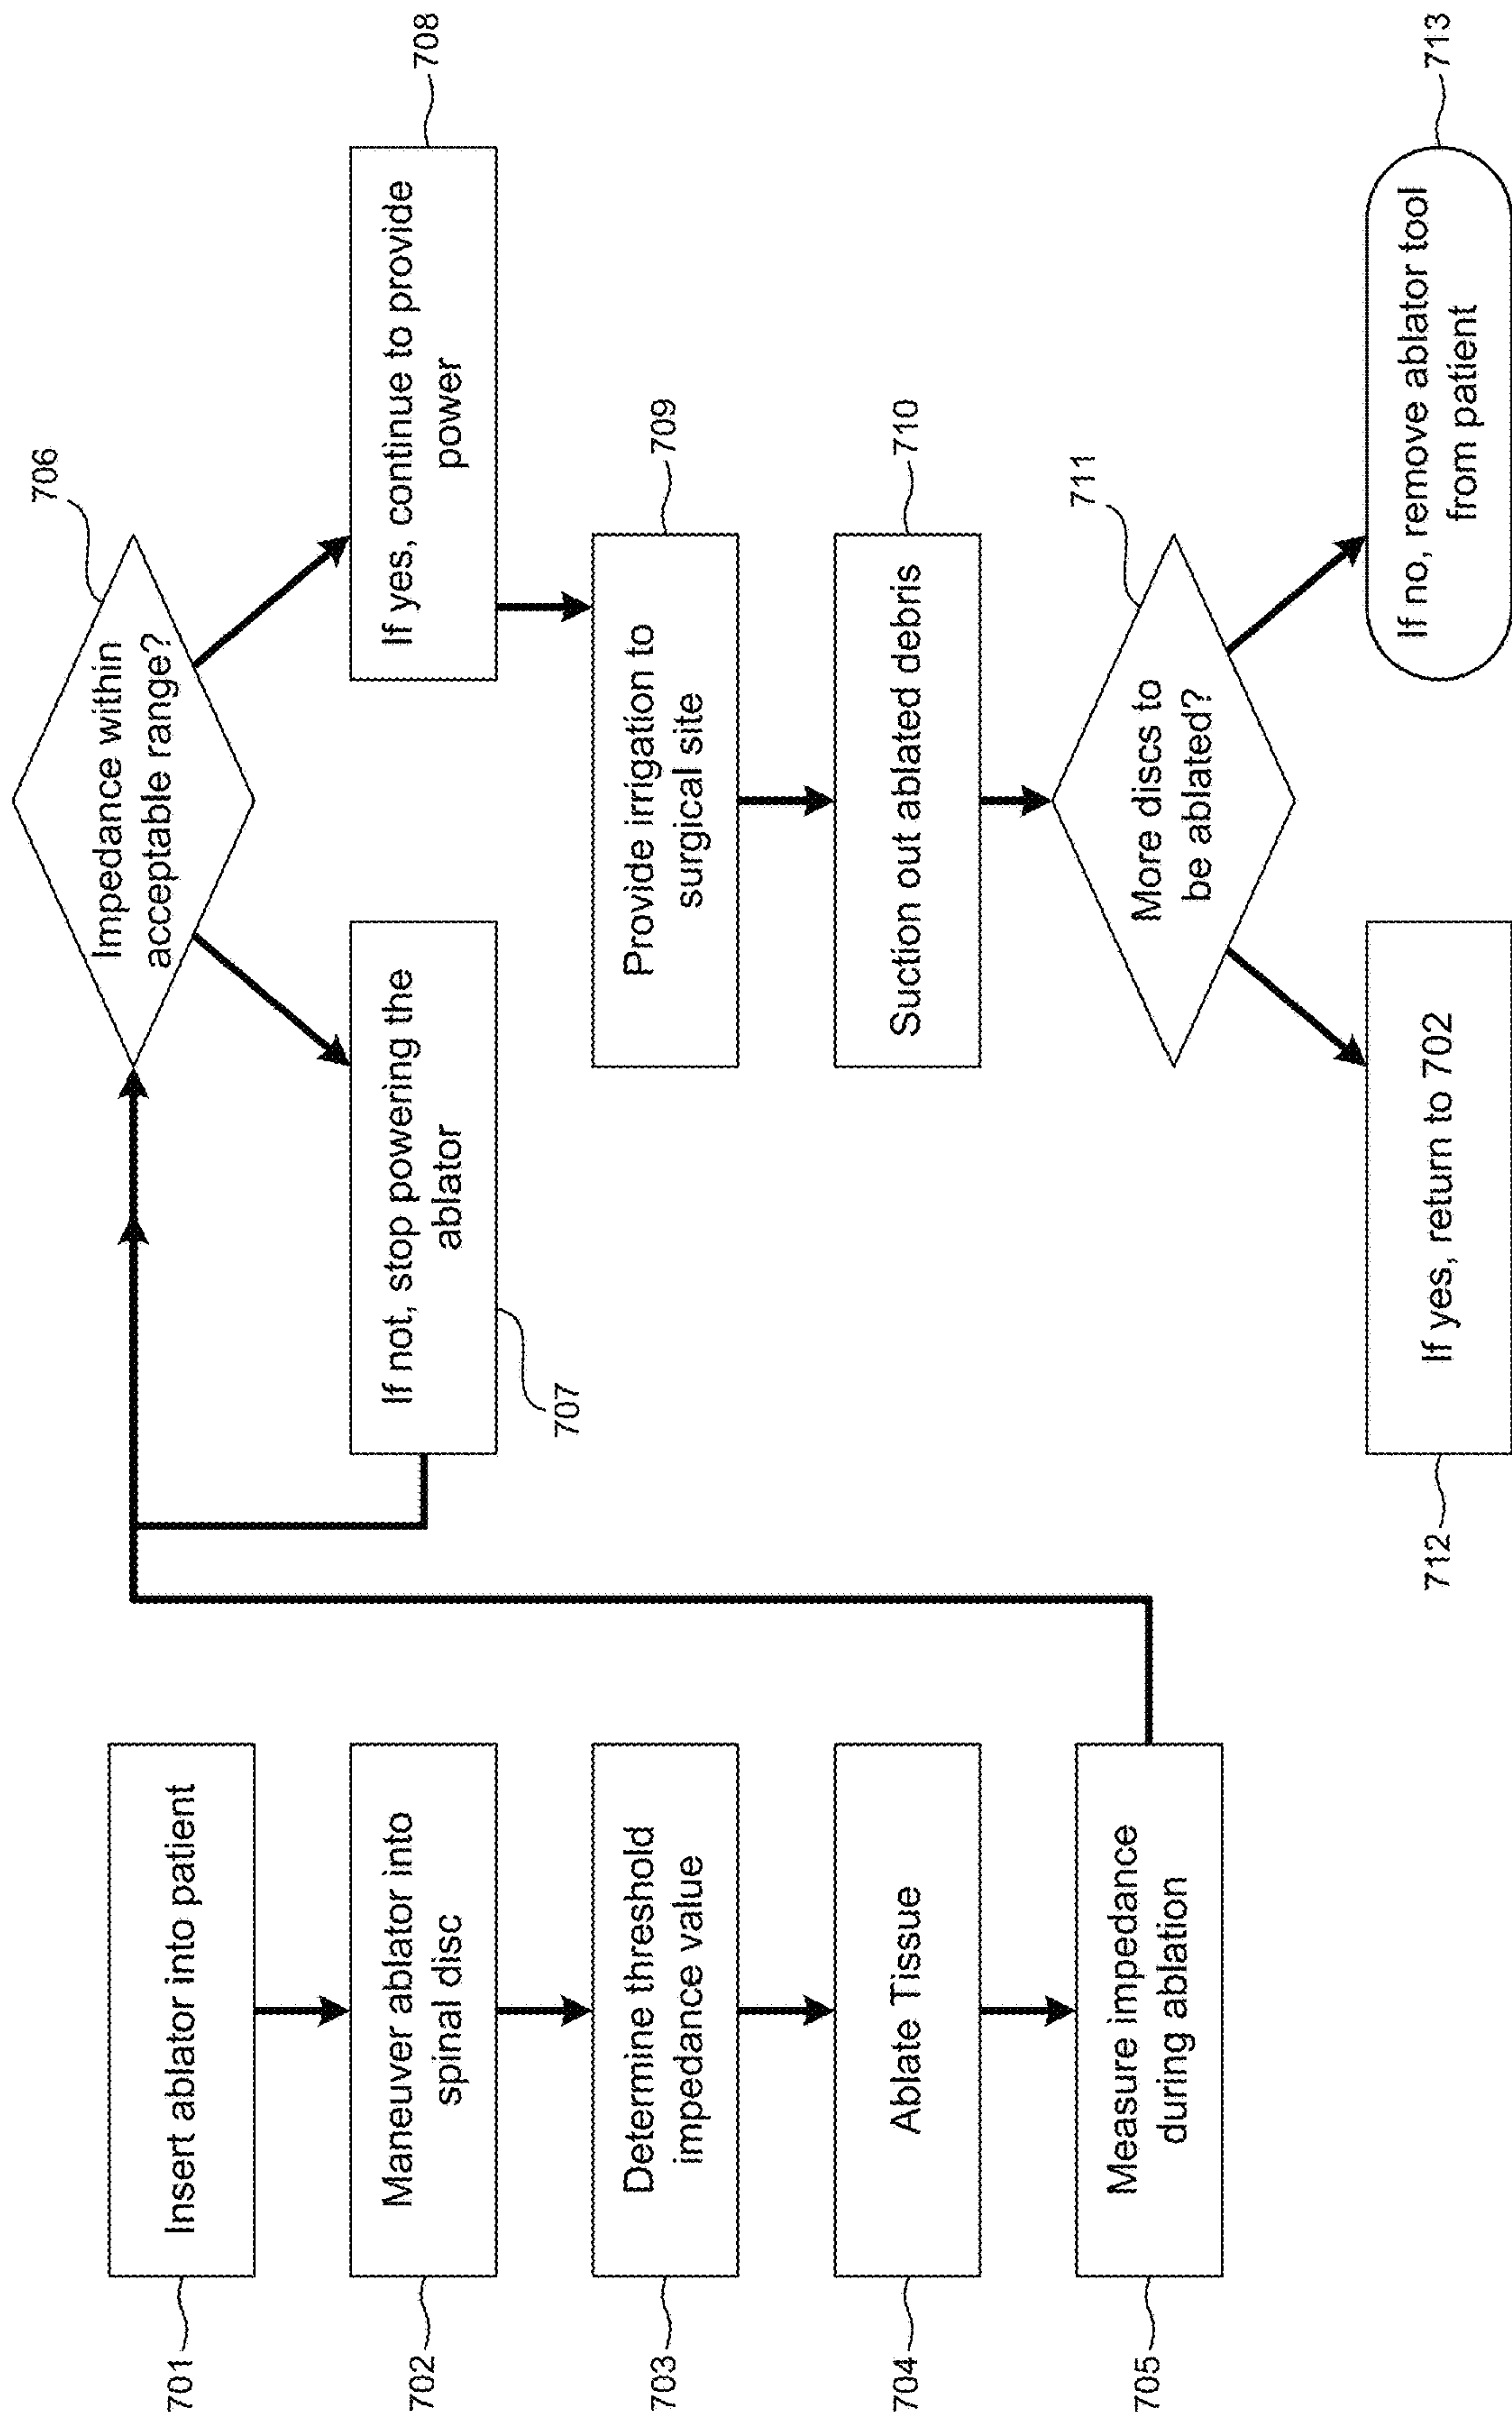 701
Insert ablator into patient
702
Maneuver ablator into
spinal disc
703
Determine threshold
impedance value
704
Ablate Tissue
705
Measure impedance
during ablation
706
Impedance within
acceptable range?
If not, stop powering the
ablator
707
If yes, continue to provide
power
708
Provide irrigation to
surgical site
709
Suction out ablated debris
710
More discs to
be ablated?
711
712
If yes, return to 702
If no, remove ablator tool
from patient
713